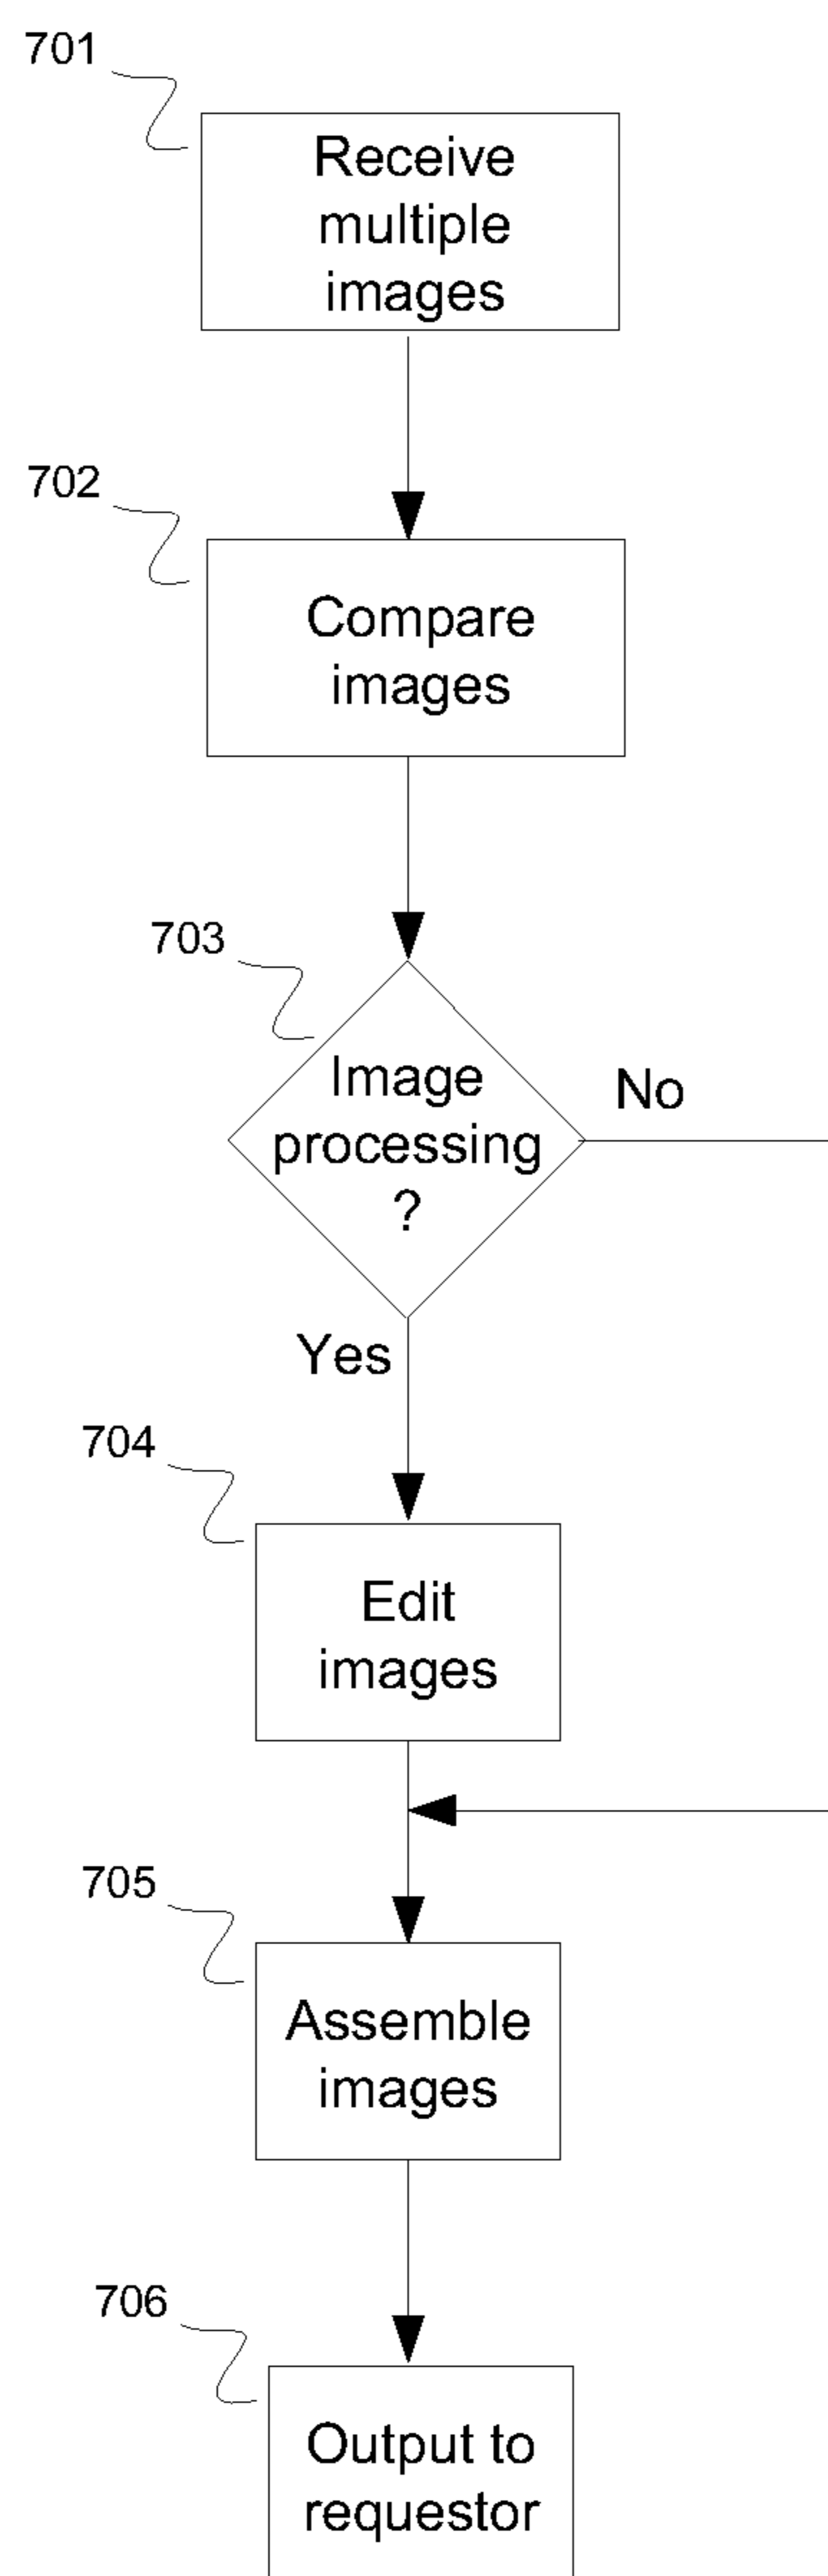 701
Receive
multiple
images
702
Compare
images
703
Image
processing
?
No
Yes
704
Edit
images
705
Assemble
images
706
Output to
requestor